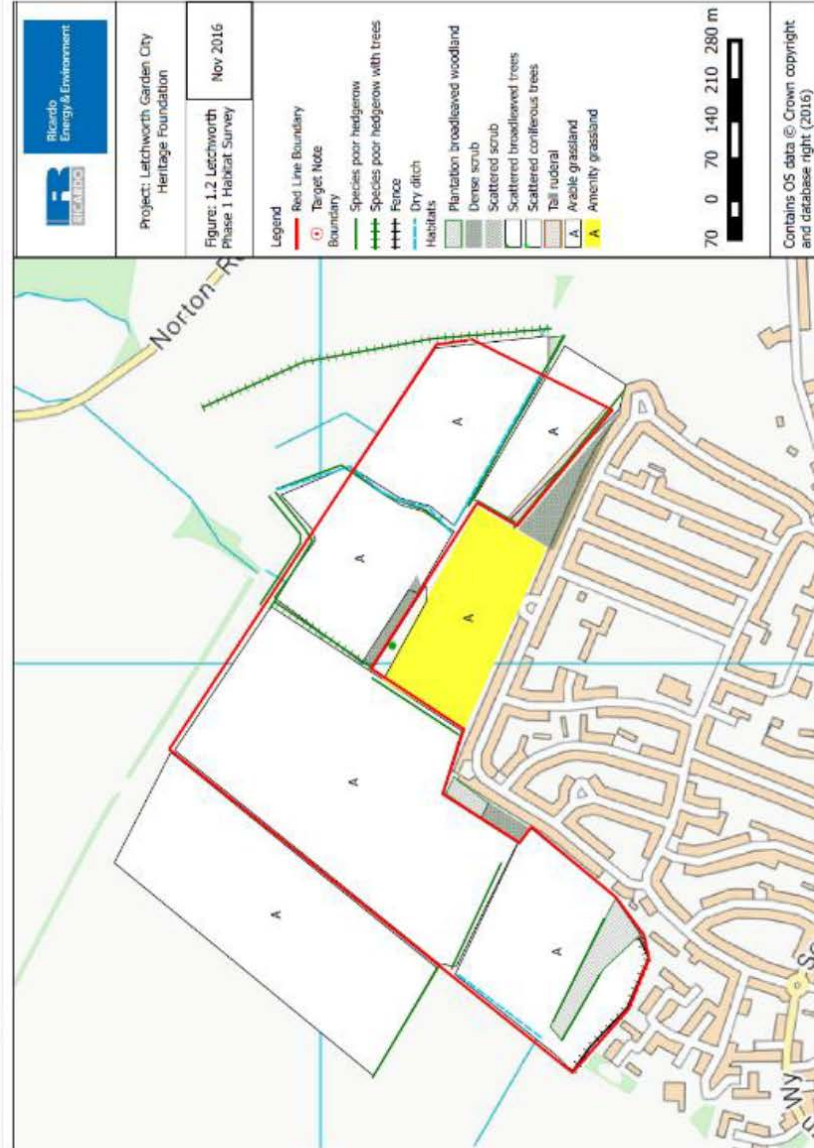 RICARDO
Ricardo
Energy & Environment
Project: Letchworth Garden City
Heritage Foundation
Figure: 1.2 Letchworth
Phase 1 Habitat Survey
Nov 2016
Legend
Red Line Boundary
Target Note
Boundary
Species poor hedgerow
Species poor hedgerow with trees
Fence
Dry ditch
Habitats
Plantation broadleaved woodland
Dense scrub
Scattered scrub
Scattered broadleaved trees
Scattered coniferous trees
Tall ruderal
A Arable grassland
A Amenity grassland
70 0 70 140 210 280 m
Contains OS data © Crown copyright
and database right (2016)
Norton
A
A
A
A
A
A
A
Wy